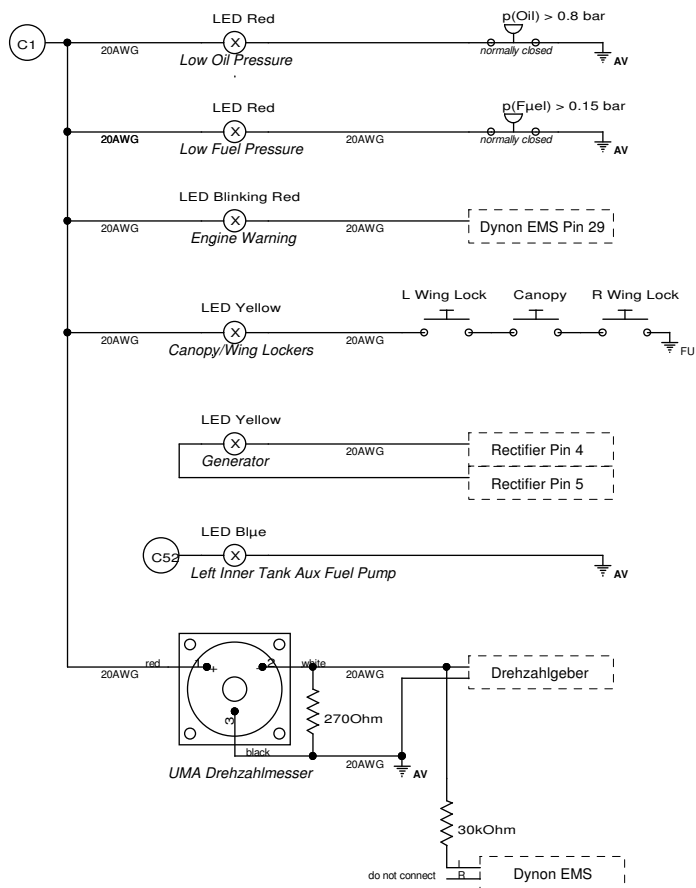 LED Red
p(Oil) > 0.8 bar
C1
20AWG
Low Oil Pressure
normally closed
AV
LED Red
p(Fµel) > 0.15 bar
20AWG
Low Fuel Pressure
20AWG
normally closed
AV
LED Blinking Red
20AWG
Engine Warning
20AWG
Dynon EMS Pin 29
L Wing Lock Canopy R Wing Lock
LED Yellow
20AWG
Canopy/Wing Lockers
20AWG
FU
LED Yellow
Generator
20AWG
Rectifier Pin 4
Rectifier Pin 5
LED Blµe
C52
Left Inner Tank Aux Fuel Pump
AV
red
20AWG
1
+
-
2
white
20AWG
Drehzahlgeber
3
270Ohm
black
20AWG
AV
UMA Drehzahlmesser
30kOhm
L
do not connect
R
Dynon EMS